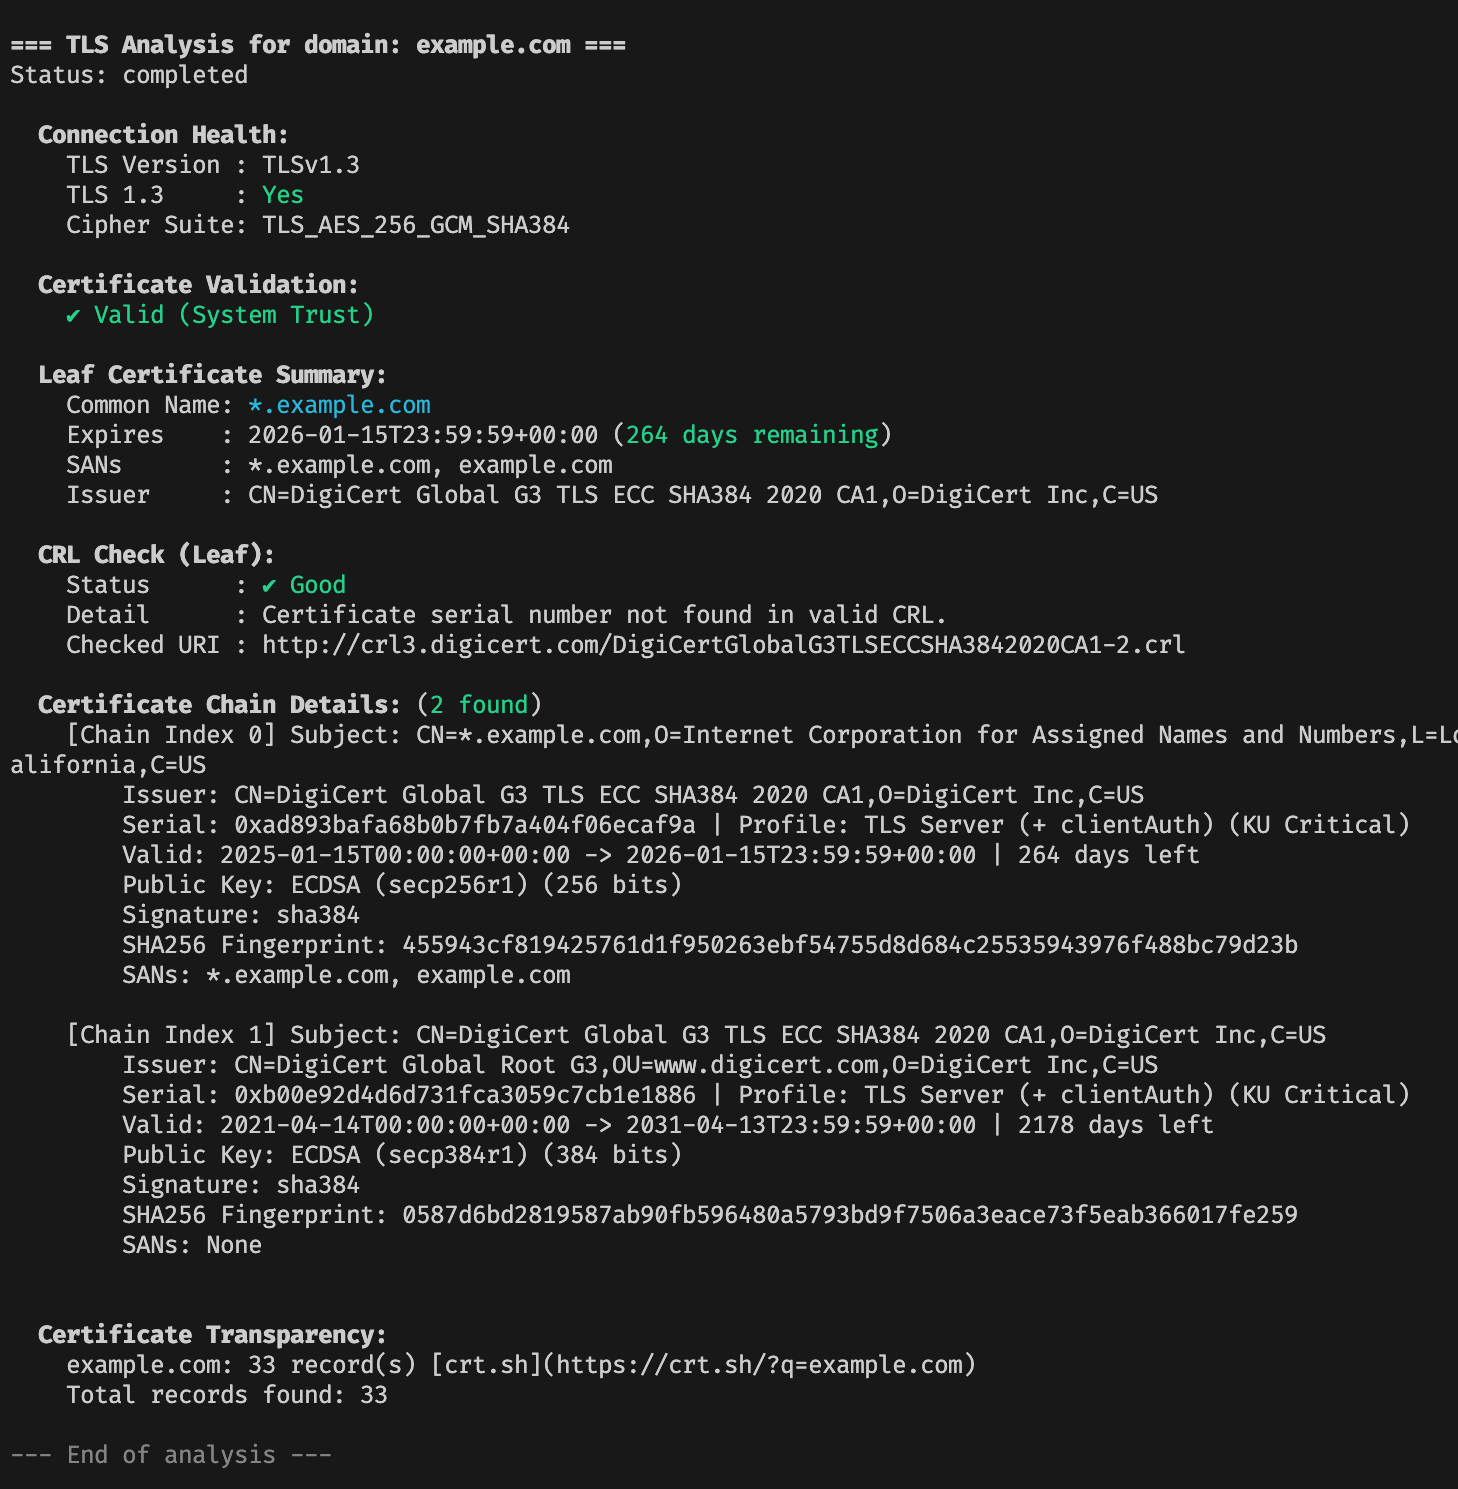 === TLS Analysis for domain: example.com ===
Status: completed
Connection Health:
TLS Version : TLSv1.3
TLS 1.3 : Yes
Cipher Suite: TLS_AES_256_GCM_SHA384
Certificate Validation:
✔ Valid (System Trust)
Leaf Certificate Summary:
Common Name: *.example.com
Expires : 2026-01-15T23:59:59+00:00 (264 days remaining)
SANs : *.example.com, example.com
Issuer : CN=DigiCert Global G3 TLS ECC SHA384 2020 CA1,O=DigiCert Inc,C=US
CRL Check (Leaf):
Status : ✔ Good
Detail : Certificate serial number not found in valid CRL.
Checked URI : http://crl3.digicert.com/DigiCertGlobalG3TLSECCSHA3842020CA1-2.crl
Certificate Chain Details: (2 found)
[Chain Index 0] Subject: CN=*.example.com,O=Internet Corporation for Assigned Names and Numbers,L=Lo
alifornia,C=US
Issuer: CN=DigiCert Global G3 TLS ECC SHA384 2020 CA1,O=DigiCert Inc,C=US
Serial: 0xad893bafa68b0b7fb7a404f06ecaf9a | Profile: TLS Server (+ clientAuth) (KU Critical)
Valid: 2025-01-15T00:00:00+00:00 -> 2026-01-15T23:59:59+00:00 | 264 days left
Public Key: ECDSA (secp256r1) (256 bits)
Signature: sha384
SHA256 Fingerprint: 455943cf819425761d1f950263ebf54755d8d684c25535943976f488bc79d23b
SANs: *.example.com, example.com
[Chain Index 1] Subject: CN=DigiCert Global G3 TLS ECC SHA384 2020 CA1,O=DigiCert Inc,C=US
Issuer: CN=DigiCert Global Root G3,OU=www.digicert.com,O=DigiCert Inc,C=US
Serial: 0xb00e92d4d6d731fca3059c7cb1e1886 | Profile: TLS Server (+ clientAuth) (KU Critical)
Valid: 2021-04-14T00:00:00+00:00 -> 2031-04-13T23:59:59+00:00 | 2178 days left
Public Key: ECDSA (secp384r1) (384 bits)
Signature: sha384
SHA256 Fingerprint: 0587d6bd2819587ab90fb596480a5793bd9f7506a3eace73f5eab366017fe259
SANs: None
Certificate Transparency:
example.com: 33 record(s) [crt.sh](https://crt.sh/?q=example.com)
Total records found: 33
--- End of analysis ---